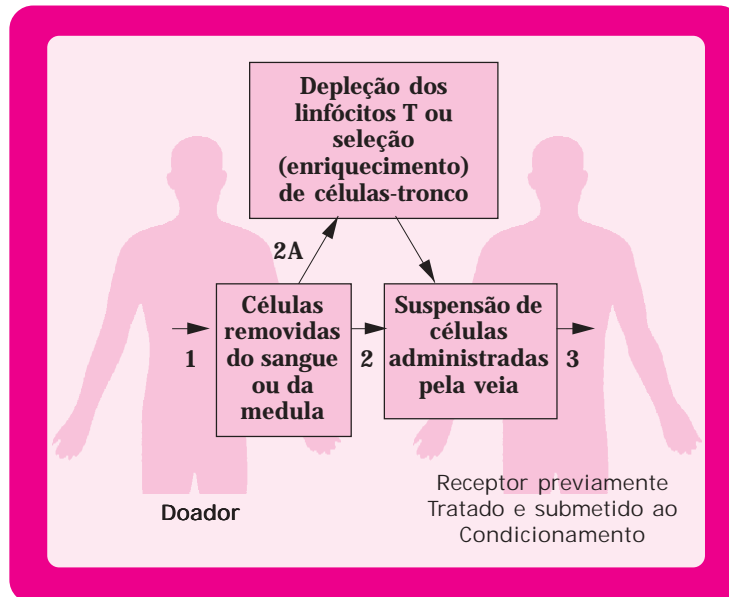 Depleção dos
linfócitos T ou
seleção
(enriquecimento)
de células-tronco
2A
Células
removidas
do sangue
ou da
medula
Suspensão de
células
administradas
pela veia
1
2
3
Doador
Receptor previamente
Tratado e submetido ao
Condicionamento